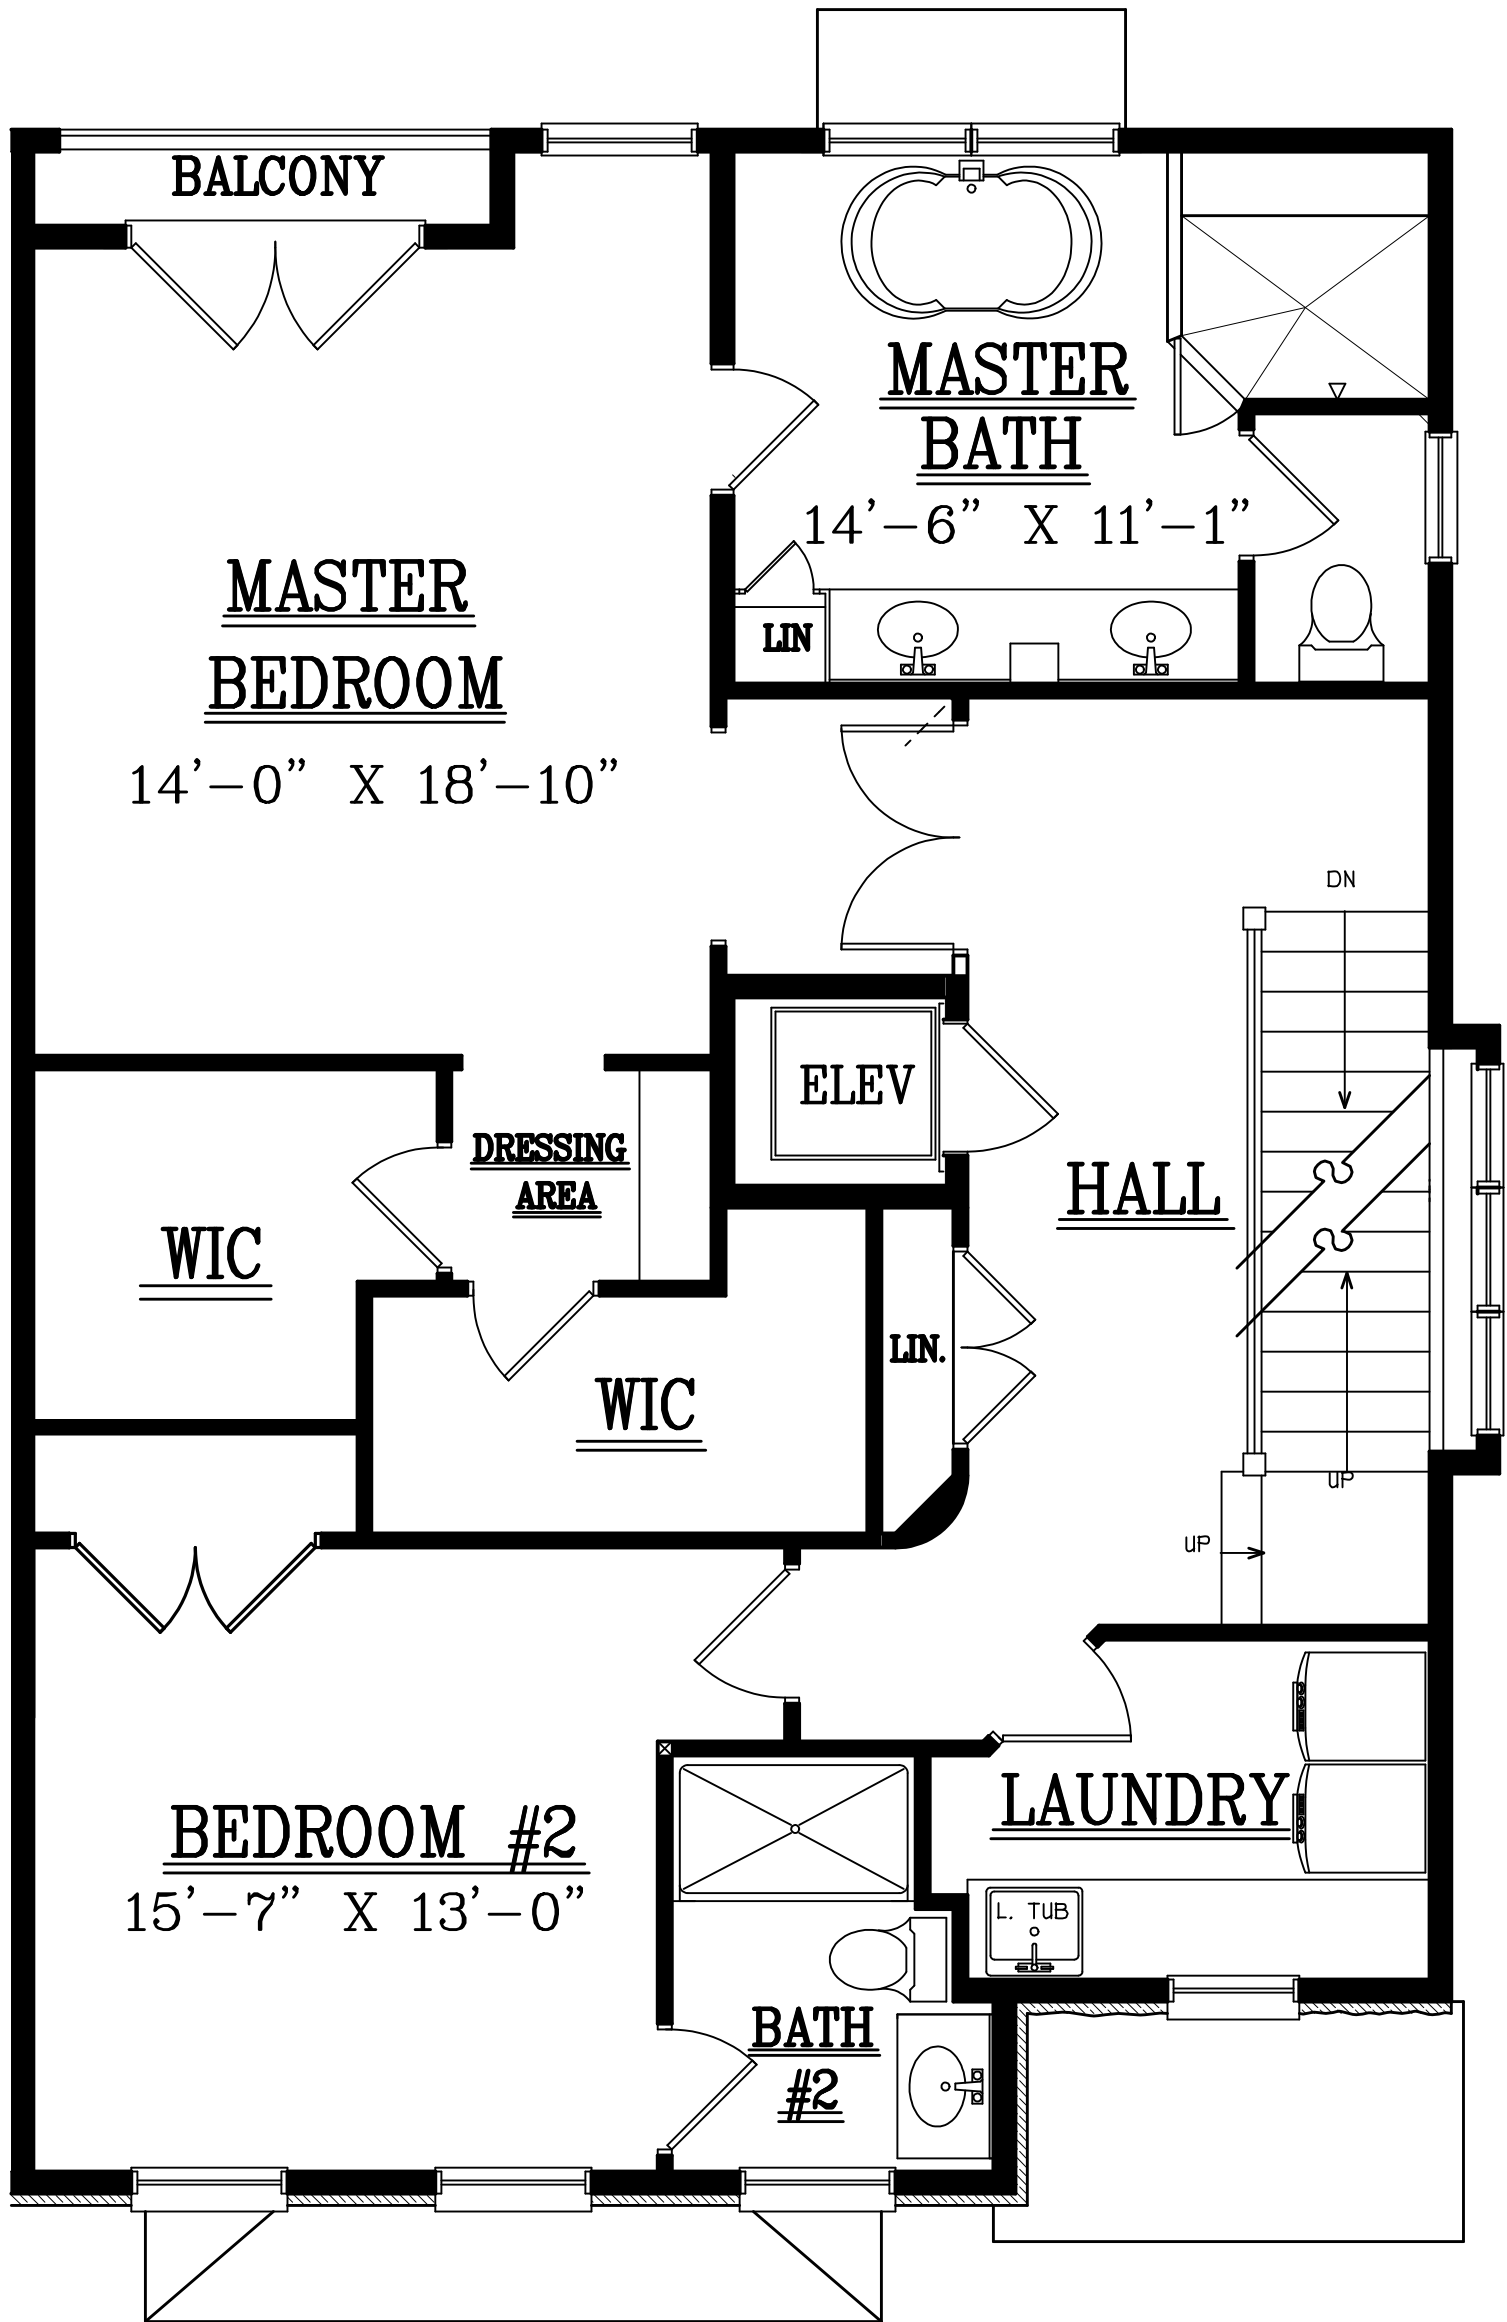 BALCONY
MASTER
BATH
14'-6" X 11'-1"
MASTER
BEDROOM
14'-0" X 18'-10"
LIN
DN
ELEV
DRESSING
AREA
HALL
WIC
WIC
LIN.
UP
UP
BEDROOM #2
15'-7" X 13'-0"
LAUNDRY
L. TUB
BATH
#2